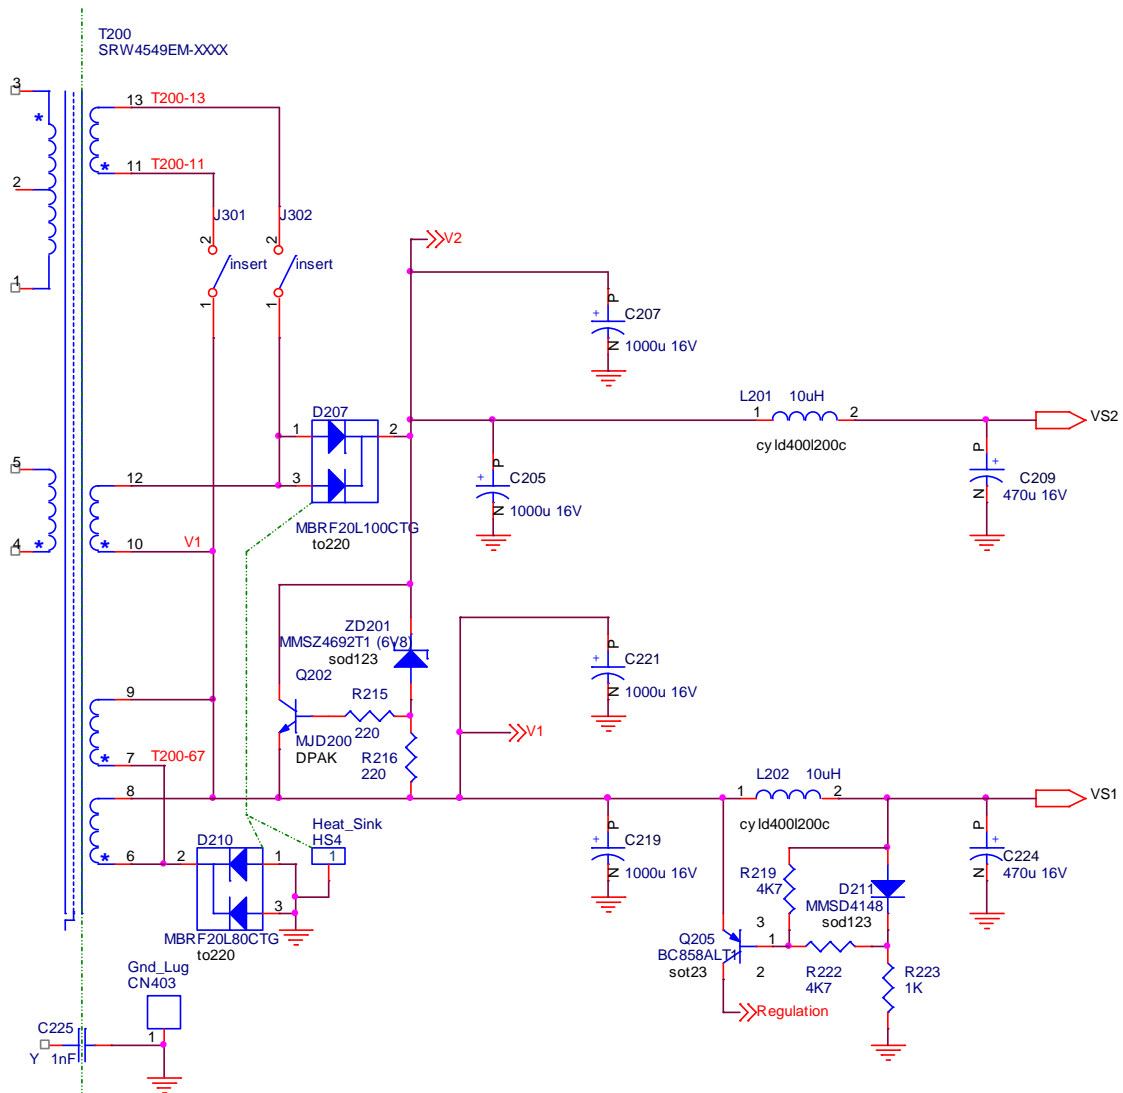 T200
SRW4549EM-XXXX
3
*
2
1
5
4
*
13 T200-13
*
11 T200-11
J301
J302
2
2
insert
insert
1
1
V2
P
+
C207
N
1000u 16V
L201 10uH
1
2
VS2
cyld400l200c
D207
1
2
3
MBRF20L100CTG
to220
P
+
C205
N
1000u 16V
P
+
C209
N
470u 16V
12
*
10
V1
ZD201
MMSZ4692T1 (6V8)
sod123
Q202
R215
220
MJD200
DPAK
R216
220
P
+
C221
N
1000u 16V
V1
9
7
*
T200-67
8
6
*
L202 10uH
1
2
VS1
cyld400l200c
D210
2
1
3
MBRF20L80CTG
to220
Heat_Sink
HS4
1
P
+
C219
N
1000u 16V
P
+
C224
N
470u 16V
R219
4K7
D211
MMSD4148
sod123
3
1
2
Q205
BC858ALT1
sot23
R222
4K7
R223
1K
Regulation
Gnd_Lug
CN403
1
C225
Y 1nF